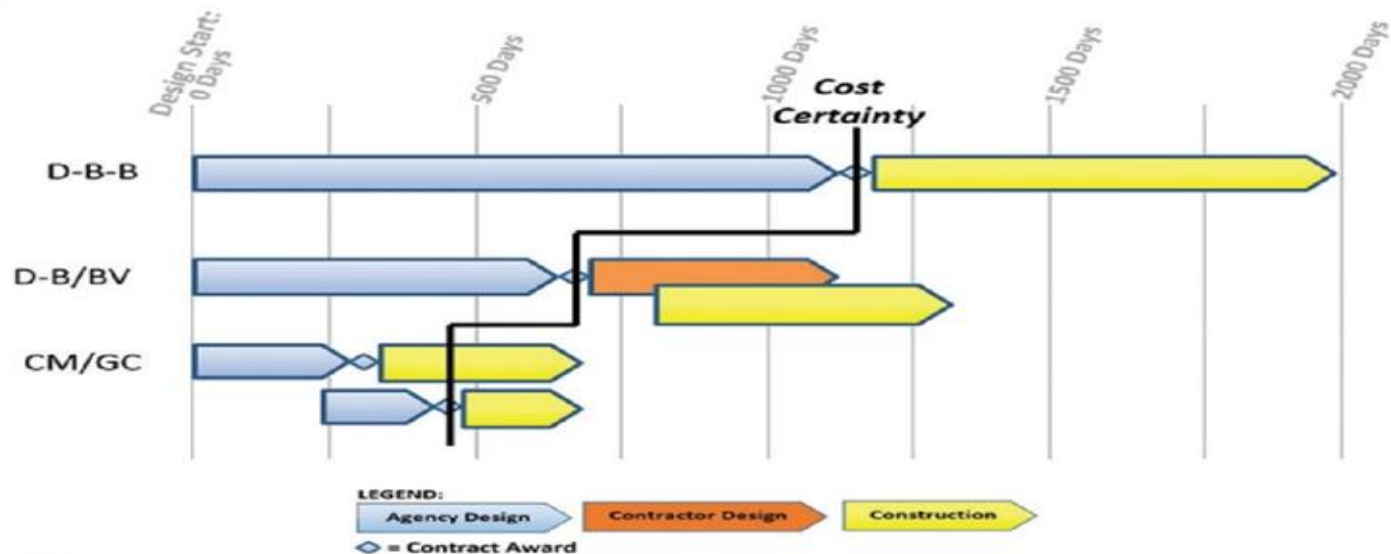 Design Start:
0 Days
500 Days
1000 Days
1500 Days
2000 Days
Cost
Certainty
D-B-B
D-B/BV
CM/GC
LEGEND:
Agency Design
Contractor Design
Construction
= Contract Award